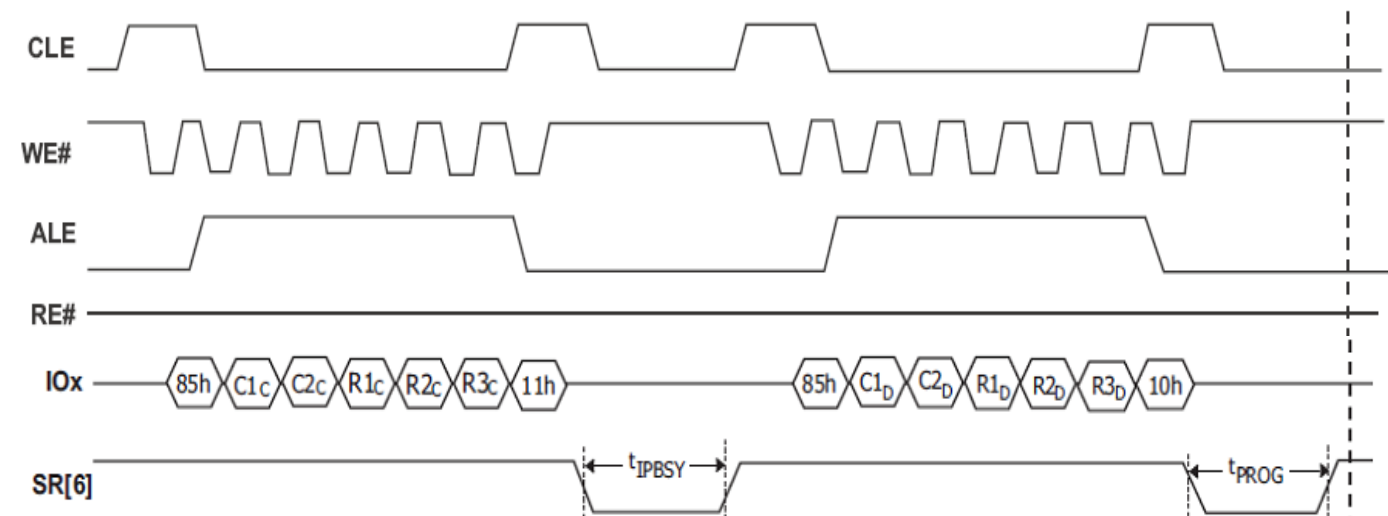 CLE
WE#
ALE
RE#
IOx 85h C1C C2C R1C R2C R3C 11h 85h C1D C2D R1D R2D R3D 10h
SR[6] tIPBSY tPROG